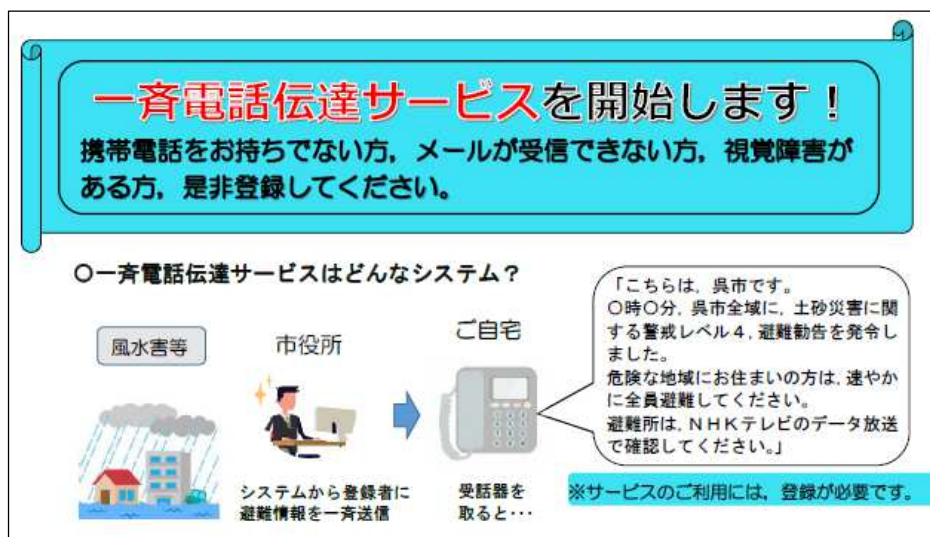 一斉電話伝達サービスを開始します！
携帯電話をお持ちでない方，メールが受信できない方，視覚障害が
ある方，是非登録してください。
〇一斉電話伝達サービスはどんなシステム？
風水害等
市役所
ご自宅
「こちらは，呉市です。
〇時〇分，呉市全域に，土砂災害に関
する警戒レベル４，避難勧告を発令し
ました。
危険な地域にお住まいの方は，速やか
に全員避難してください。
避難所は，ＮＨＫテレビのデータ放送
で確認してください。」
システムから登録者に
避難情報を一斉送信
受話器を
取ると･･･
※サービスのご利用には，登録が必要です。